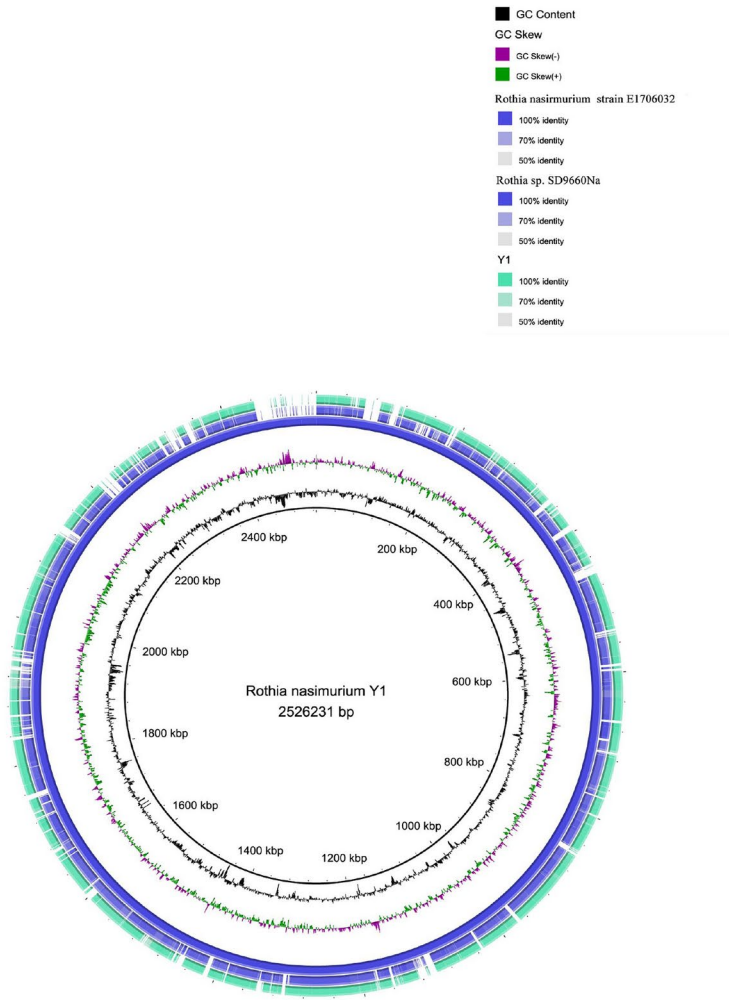 GC Content
GC Skew
GC Skew(-)
GC Skew(+)
Rothia nasirmurium strain E1706032
100% identity
70% identity
50% identity
Rothia sp. SD9660Na
100% identity
70% identity
50% identity
Y1
100% identity
70% identity
50% identity
2400 kbp
200 kbp
2200 kbp
400 kbp
2000 kbp
600 kbp
Rothia nasimurium Y1
2526231 bp
1800 kbp
800 kbp
1600 kbp
1000 kbp
1400 kbp
1200 kbp